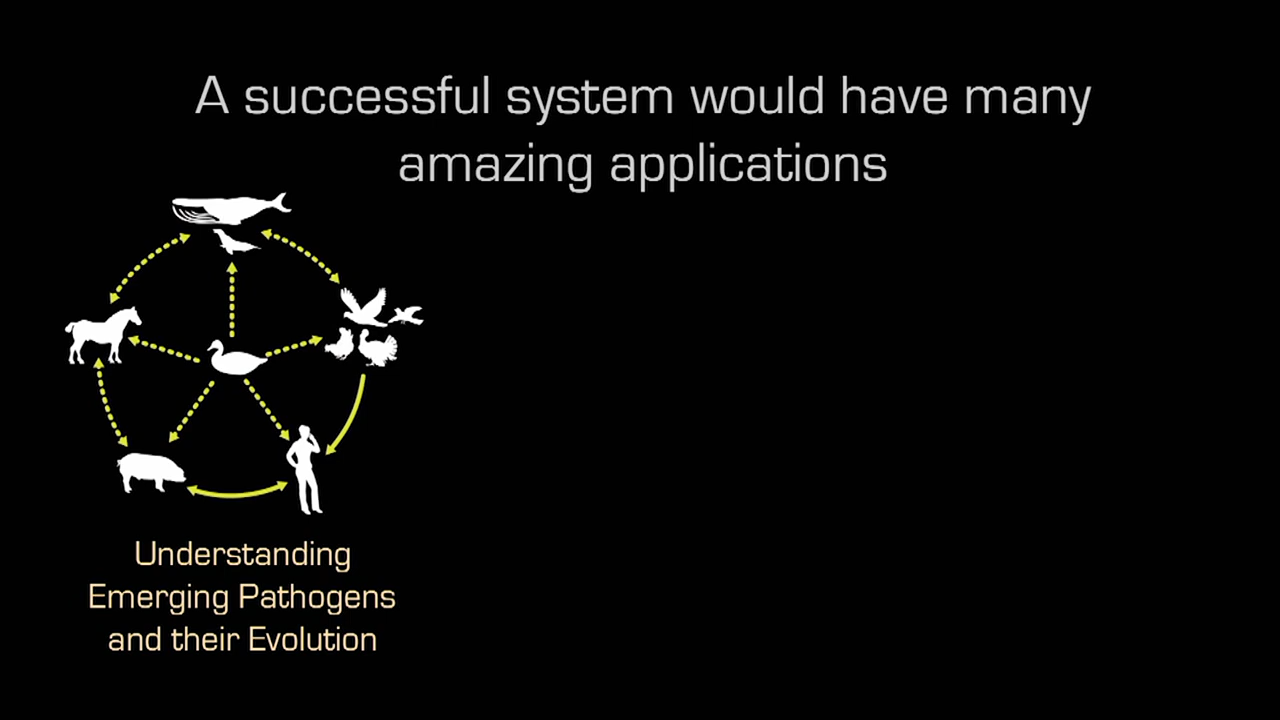 A successful system would have many
amazing applications
Understanding
Emerging Pathogens
and their Evolution